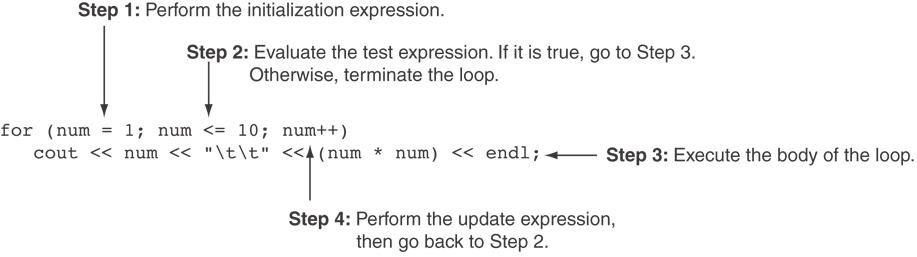 Step 1: Perform the initialization expression.
Step 2: Evaluate the test expression. If it is true, go to Step 3.
Otherwise, terminate the loop.
for (num = 1; num <= 10; num++)
cout << num << "\t\t" << (num * num) << endl;
Step 3: Execute the body of the loop.
Step 4: Perform the update expression,
then go back to Step 2.